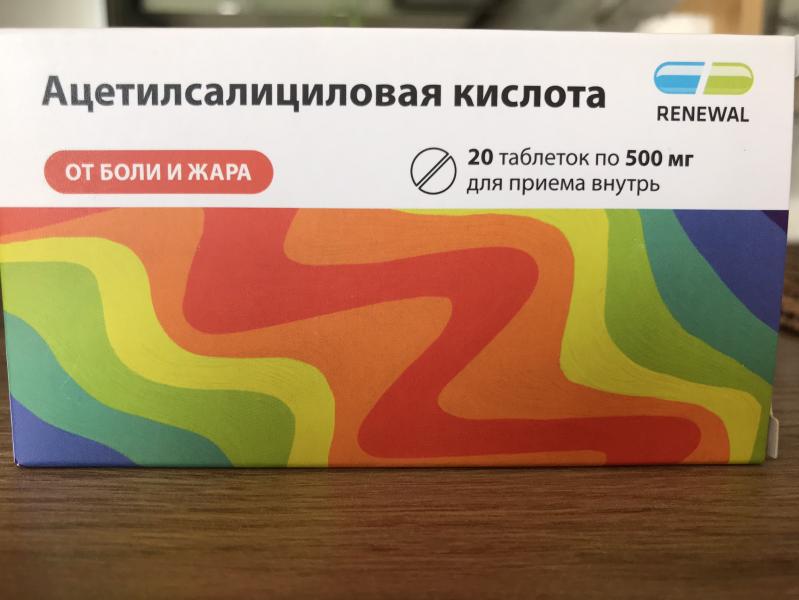 Ацетилсалициловая кислота
RENEWAL
ОТ БОЛИ И ЖАРА
20 таблеток по 500 мг
для приема внутрь